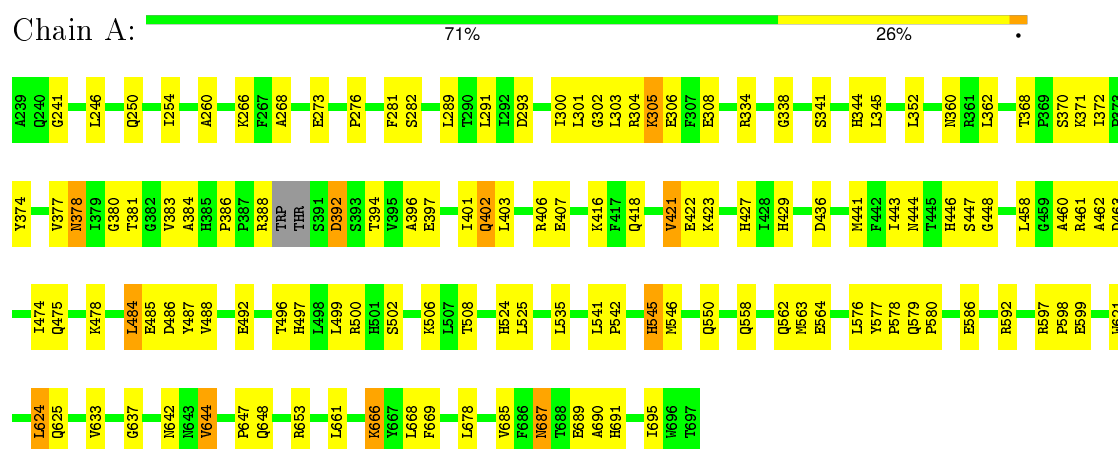 Chain A:
71% 26% •
A239 Q240 G241 L246 Q250 I254 A260 K266 F267 A268 E273 P276 F281 S282 L289 T290 L291 I292 D293 I300 L301 G302 L303 R304 K305 E306 F307 E308 R334 G338 S341 H344 L345 L352 N360 R361 L362 T368 P369 S370 K371 I372 P373
Y374 V377 N378 I379 G380 T381 G382 V383 A384 H385 P386 P387 R388 TRP THR S391 D392 S393 T394 V395 A396 E397 I401 Q402 L403 R406 E407 K416 F417 Q418 V421 E422 K423 H427 I428 H429 D436 M441 F442 I443 N444 T445 H446 S447 G448 L458 G459 A460 R461 A462 D463
I474 Q475 K478 L484 E485 D486 Y487 V488 E492 T496 H497 L498 L499 R500 H501 S502 K506 L507 T508 H524 L525 L535 L541 P542 H545 M546 Q550 Q558 Q562 M563 E564 L576 Y577 P578 Q579 P580 E586 R592 R597 P598 E599 W621
L624 Q625 V633 G637 N642 N643 V644 P647 Q648 R653 L661 K666 Y667 L668 F669 L678 V685 F686 N687 T688 E689 A690 H691 I695 W696 T697